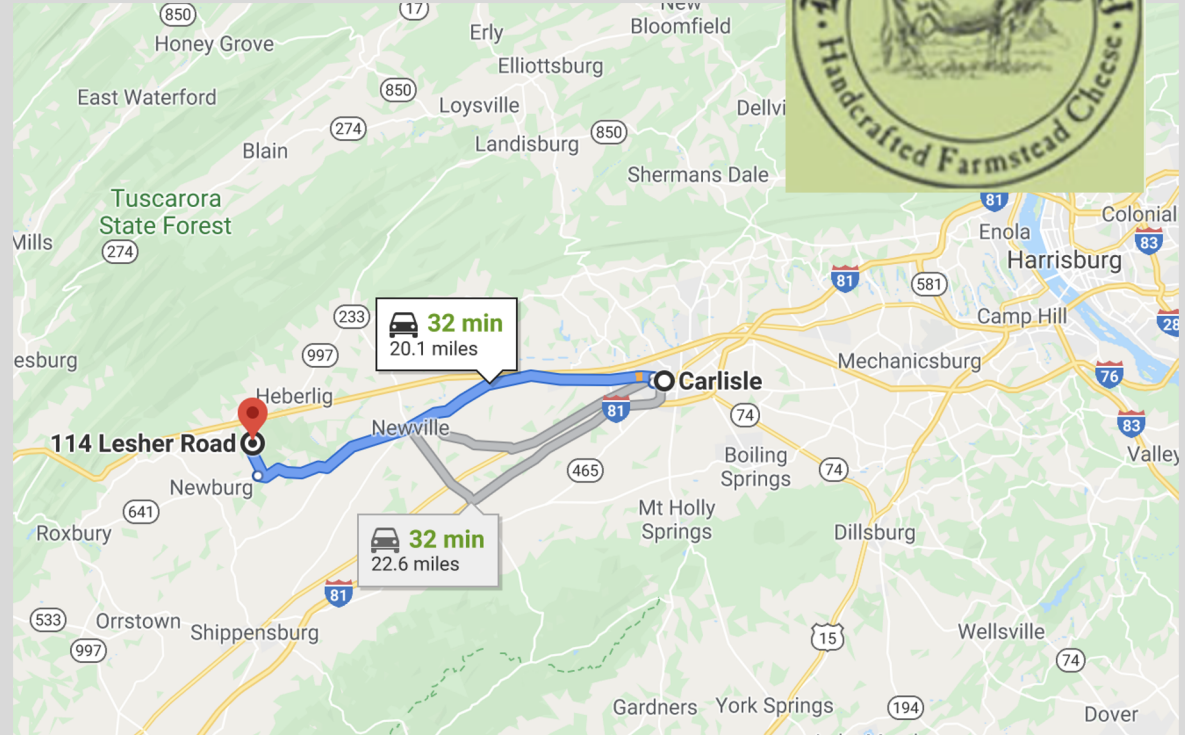 850
17
New
Bloomfield
Honey Grove
Erly
Elliottsburg
East Waterford
850
Loysville
Dellvi
274
850
Landisburg
Blain
Shermans Dale
Handcrafted Farmstead Cheese
Tuscarora
State Forest
Mills
274
81
Enola
Colonial
83
Harrisburg
81
581
233
32 min
20.1 miles
Camp Hill
28
997
esburg
Mechanicsburg
76
Heberlig
Carlisle
81
74
83
Newville
114 Lesher Road
Valley
Boiling
Springs
465
74
Newburg
641
Mt Holly
Springs
Roxbury
Dillsburg
32 min
22.6 miles
81
533
Orrstown
Shippensburg
997
15
Wellsville
74
Gardners
York Springs
194
Dover